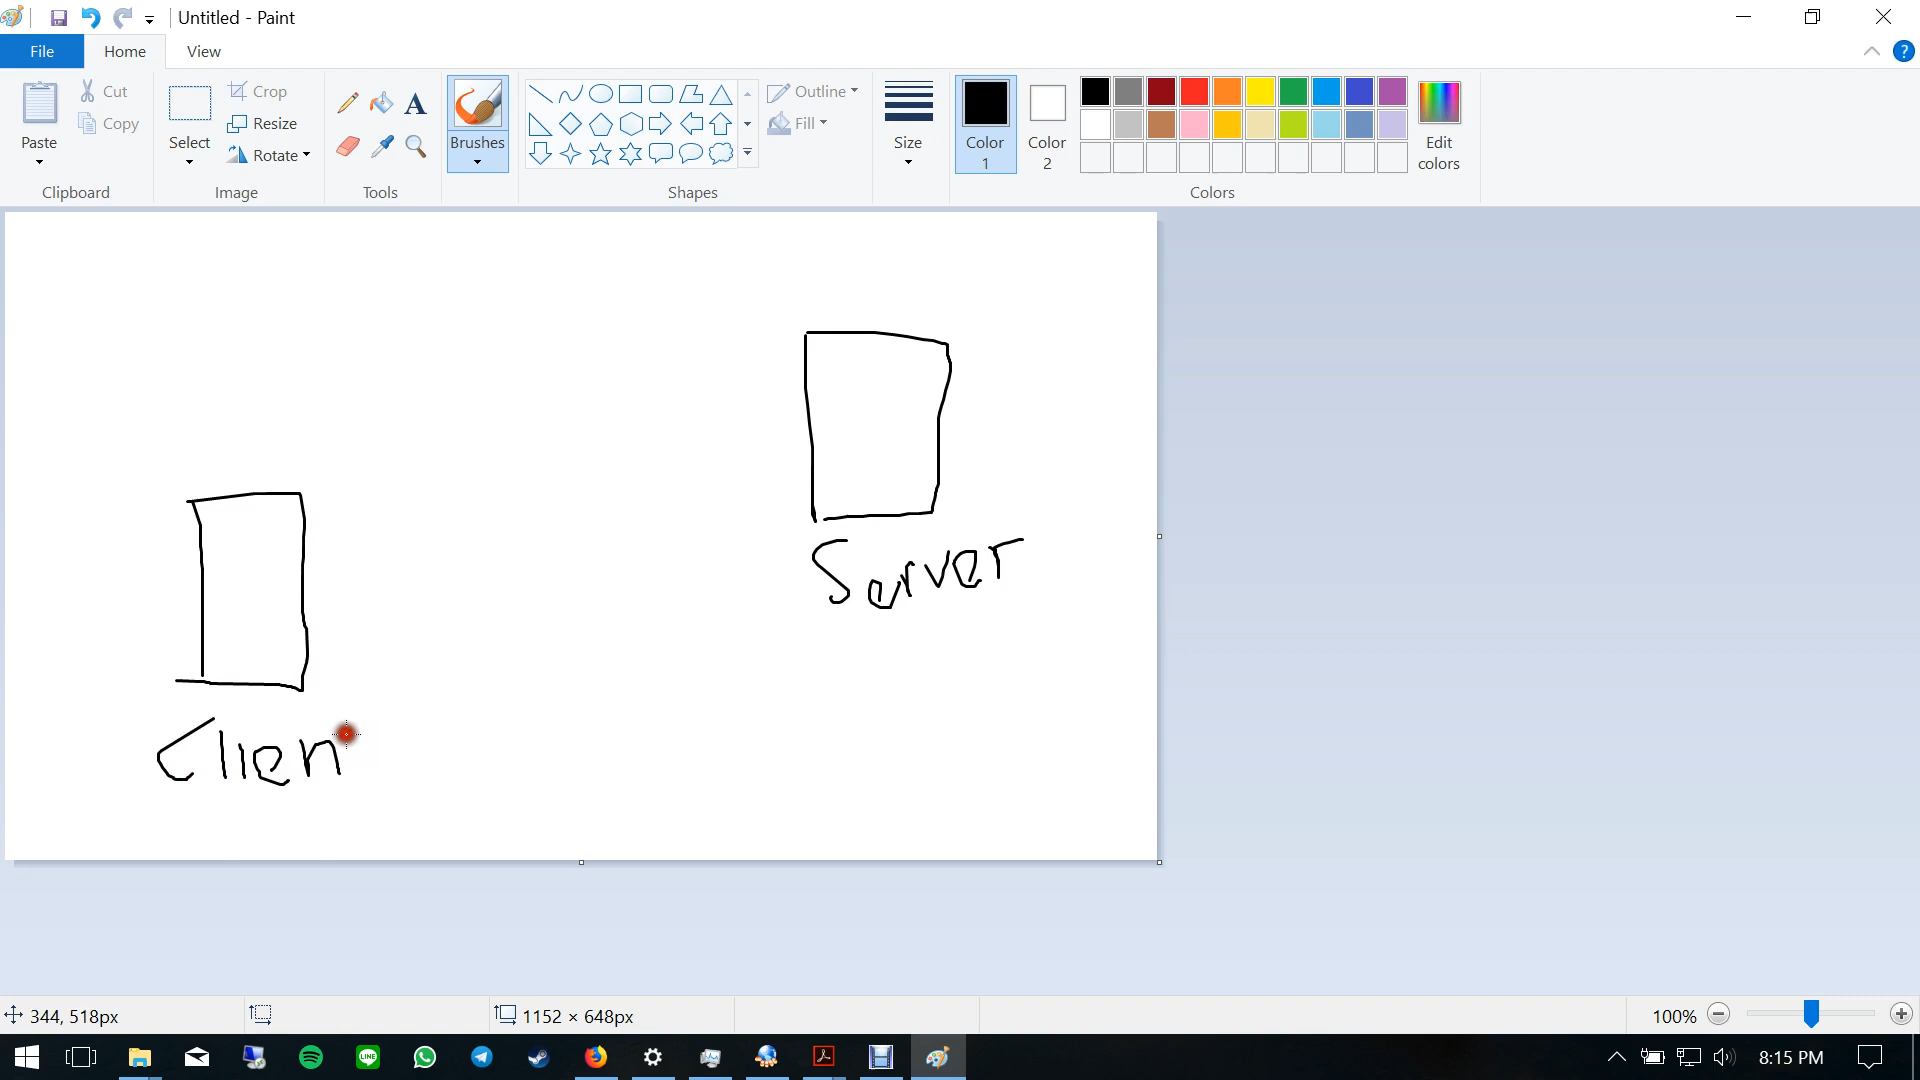 Untitled - Paint
File
Home
View
Paste
Cut
Copy
Clipboard
Select
Crop
Resize
Rotate
Image
Tools
Brushes
Shapes
Outline
Fill
Size
Color 1
Color 2
Edit colors
Colors
Server
Clien
344, 518px
1152 × 648px
100%
8:15 PM